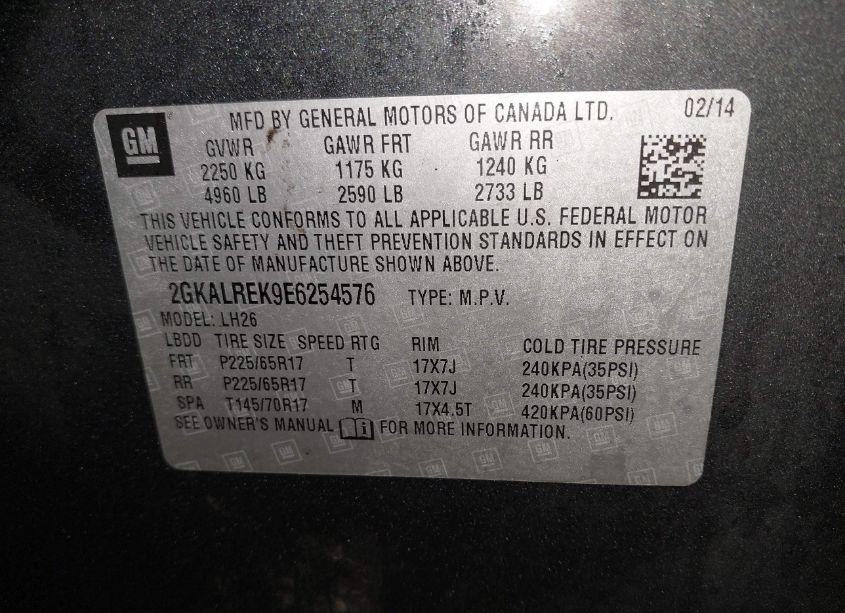 GM
MFD BY GENERAL MOTORS OF CANADA LTD. 02/14
GVWR GAWR FRT GAWR RR
2250 KG 1175 KG 1240 KG
4960 LB 2590 LB 2733 LB
THIS VEHICLE CONFORMS TO ALL APPLICABLE U.S. FEDERAL MOTOR
VEHICLE SAFETY AND THEFT PREVENTION STANDARDS IN EFFECT ON
THE DATE OF MANUFACTURE SHOWN ABOVE.
2GKALREK9E6254576 TYPE: M.P.V.
MODEL: LH26
LBDD TIRE SIZE SPEED RTG RIM COLD TIRE PRESSURE
FRT P225/65R17 T 17X7J 240KPA(35PSI)
RR P225/65R17 T 17X7J 240KPA(35PSI)
SPA T145/70R17 M 17X4.5T 420KPA(60PSI)
SEE OWNER'S MANUAL i FOR MORE INFORMATION.